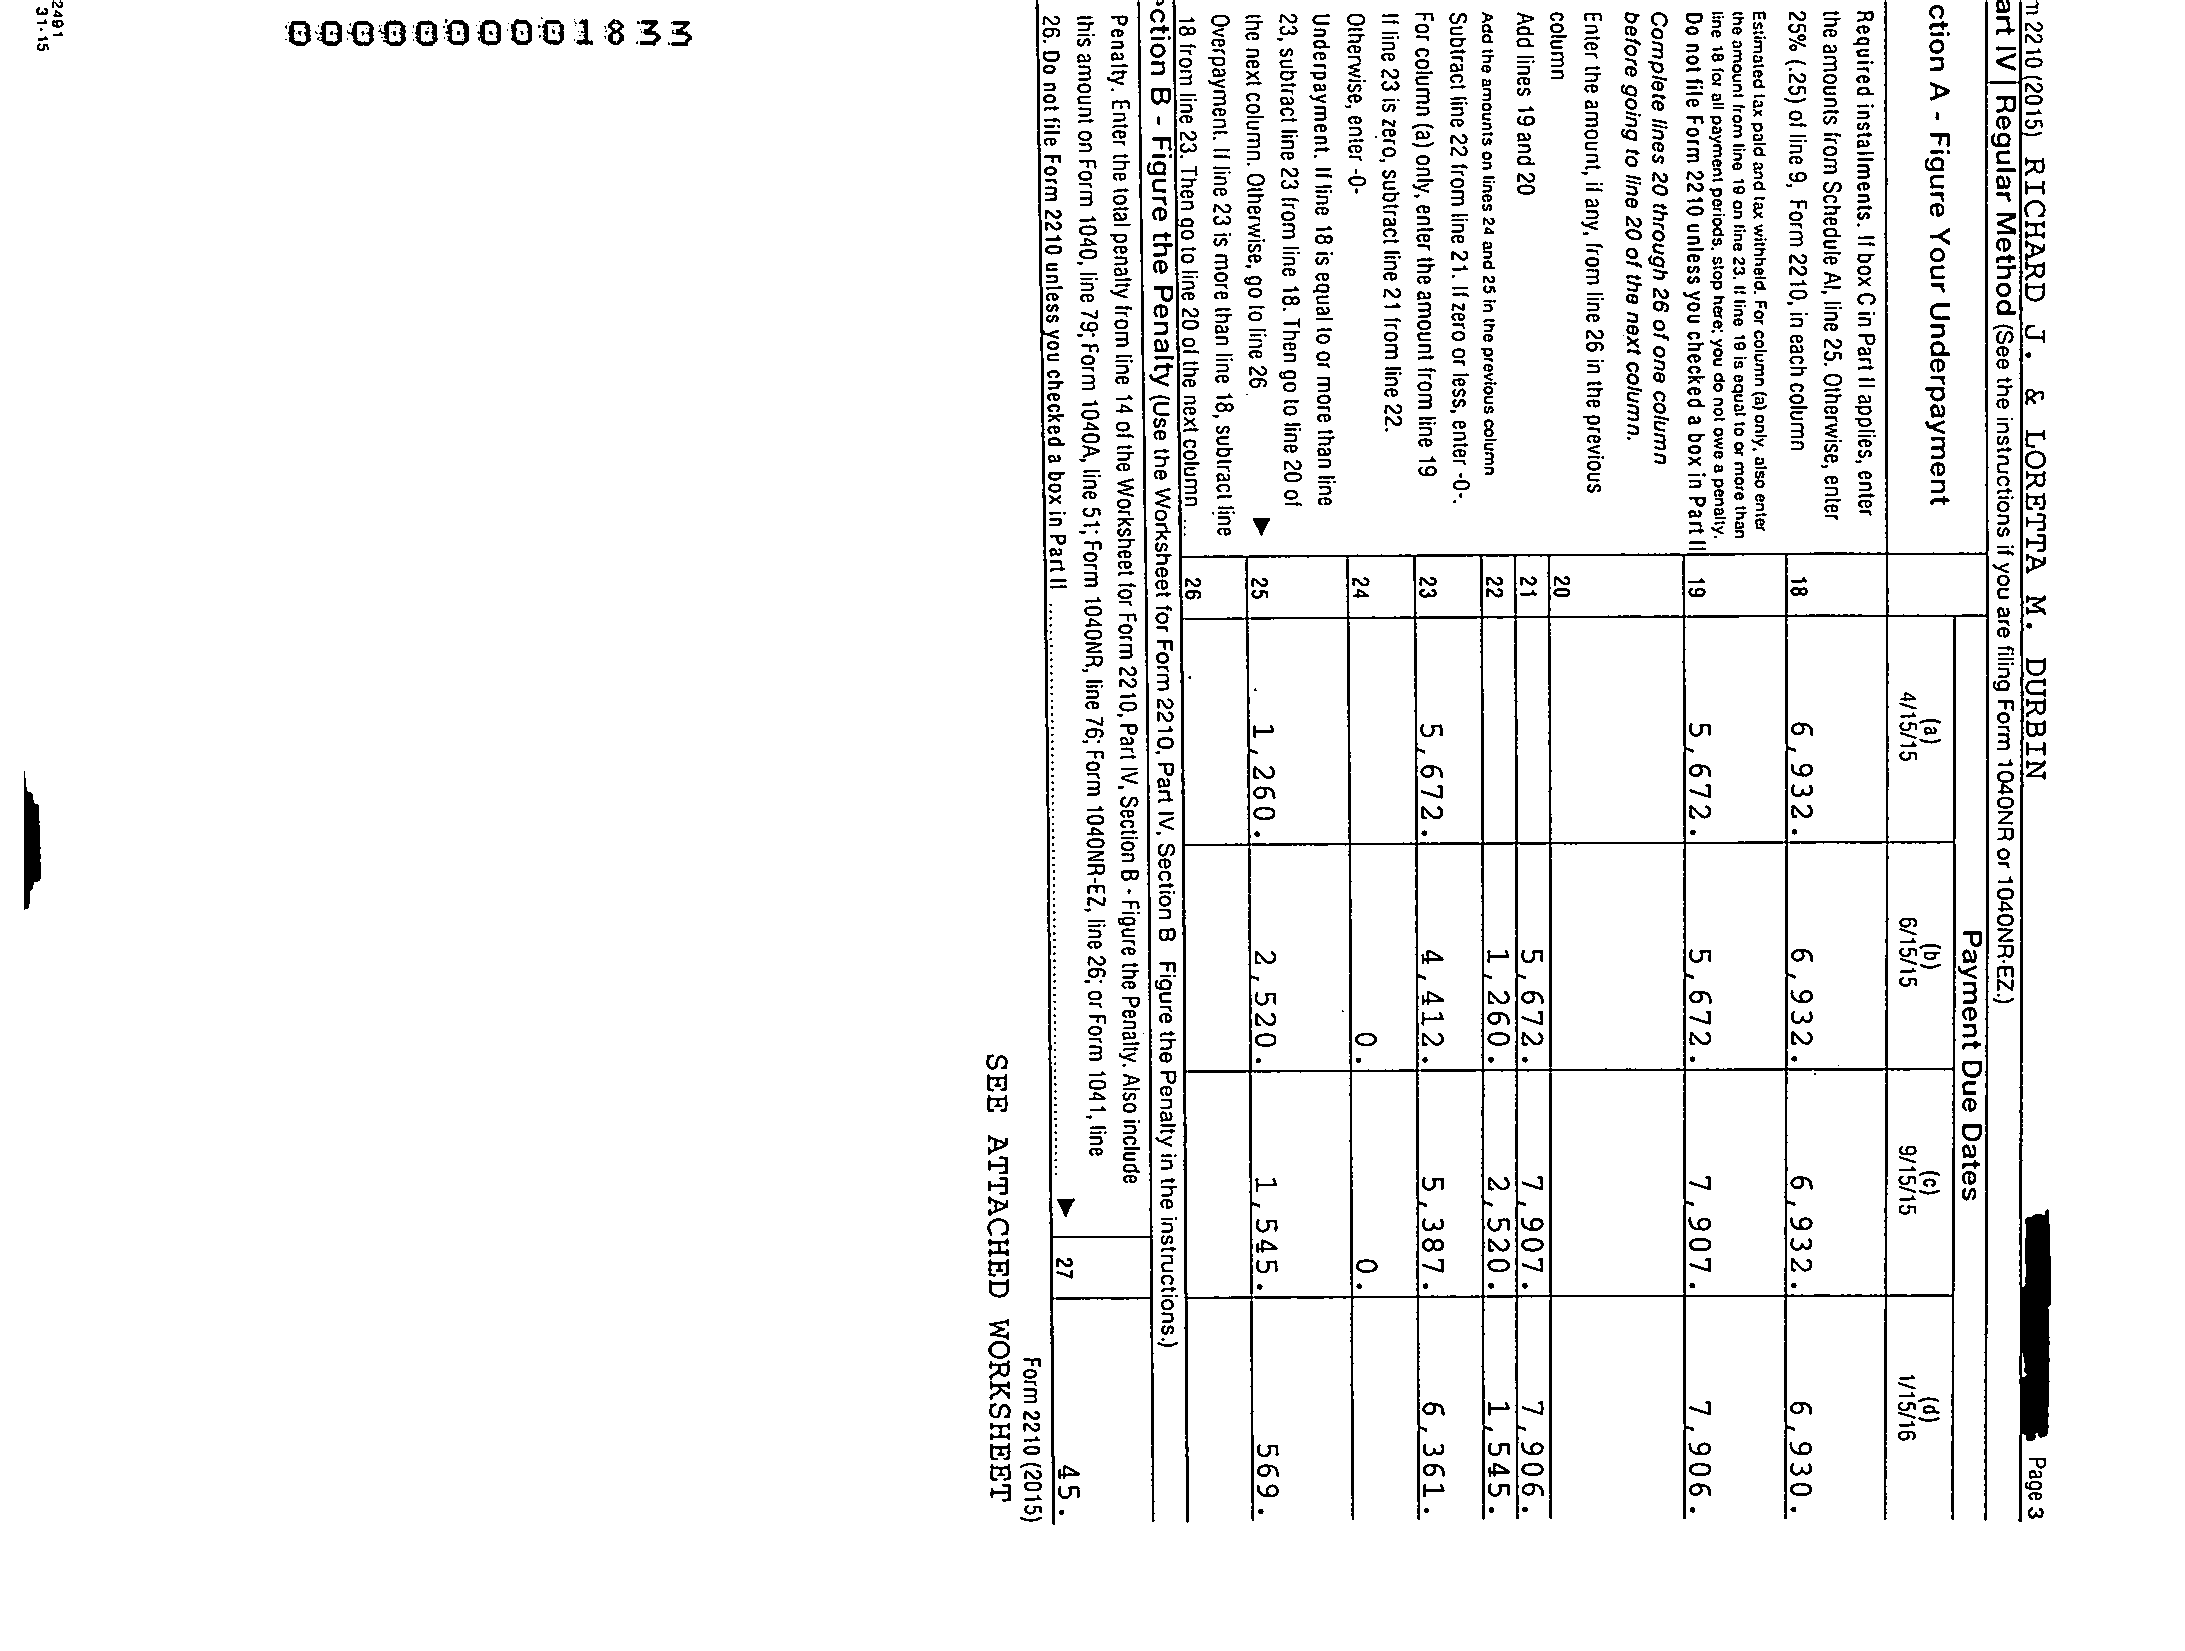 m 2210 (2015) RICHARD J. & LORETTA M. DURBIN Page 3
art IV | Regular Method (See the instructions if you are filing Form 1040NR or 1040NR-EZ.)
Payment Due Dates
ction A - Figure Your Underpayment (a) 4/15/15 (b) 6/15/15 (c) 9/15/15 (d) 1/15/16
Required installments. If box C in Part II applies, enter
the amounts from Schedule AI, line 25. Otherwise, enter
25% (.25) of line 9, Form 2210, in each column 18 6,932. 6,932. 6,932. 6,930.
Estimated tax paid and tax withheld. For column (a) only, also enter
the amount from line 19 on line 23. If line 19 is equal to or more than
line 18 for all payment periods, stop here; you do not owe a penalty.
Do not file Form 2210 unless you checked a box in Part II 19 5,672. 5,672. 7,907. 7,906.
Complete lines 20 through 26 of one column
before going to line 20 of the next column.
Enter the amount, if any, from line 26 in the previous
column 20
Add lines 19 and 20 21 5,672. 7,907. 7,906.
Add the amounts on lines 24 and 25 in the previous column 22 1,260. 2,520. 1,545.
Subtract line 22 from line 21. If zero or less, enter -0-.
For column (a) only, enter the amount from line 19 23 5,672. 4,412. 5,387. 6,361.
If line 23 is zero, subtract line 21 from line 22.
Otherwise, enter -0- 24 0. 0.
Underpayment. If line 18 is equal to or more than line
23, subtract line 23 from line 18. Then go to line 20 of
the next column. Otherwise, go to line 26 ▶ 25 1,260. 2,520. 1,545. 569.
Overpayment. If line 23 is more than line 18, subtract line
18 from line 23. Then go to line 20 of the next column ... 26
ection B - Figure the Penalty (Use the Worksheet for Form 2210, Part IV, Section B Figure the Penalty in the instructions.)
Penalty. Enter the total penalty from line 14 of the Worksheet for Form 2210, Part IV, Section B - Figure the Penalty. Also include
this amount on Form 1040, line 79; Form 1040A, line 51; Form 1040NR, line 76; Form 1040NR-EZ, line 26; or Form 1041, line
26. Do not file Form 2210 unless you checked a box in Part II ▶ 27 45.
Form 2210 (2015)
SEE ATTACHED WORKSHEET
0000000001833
2491
31-15